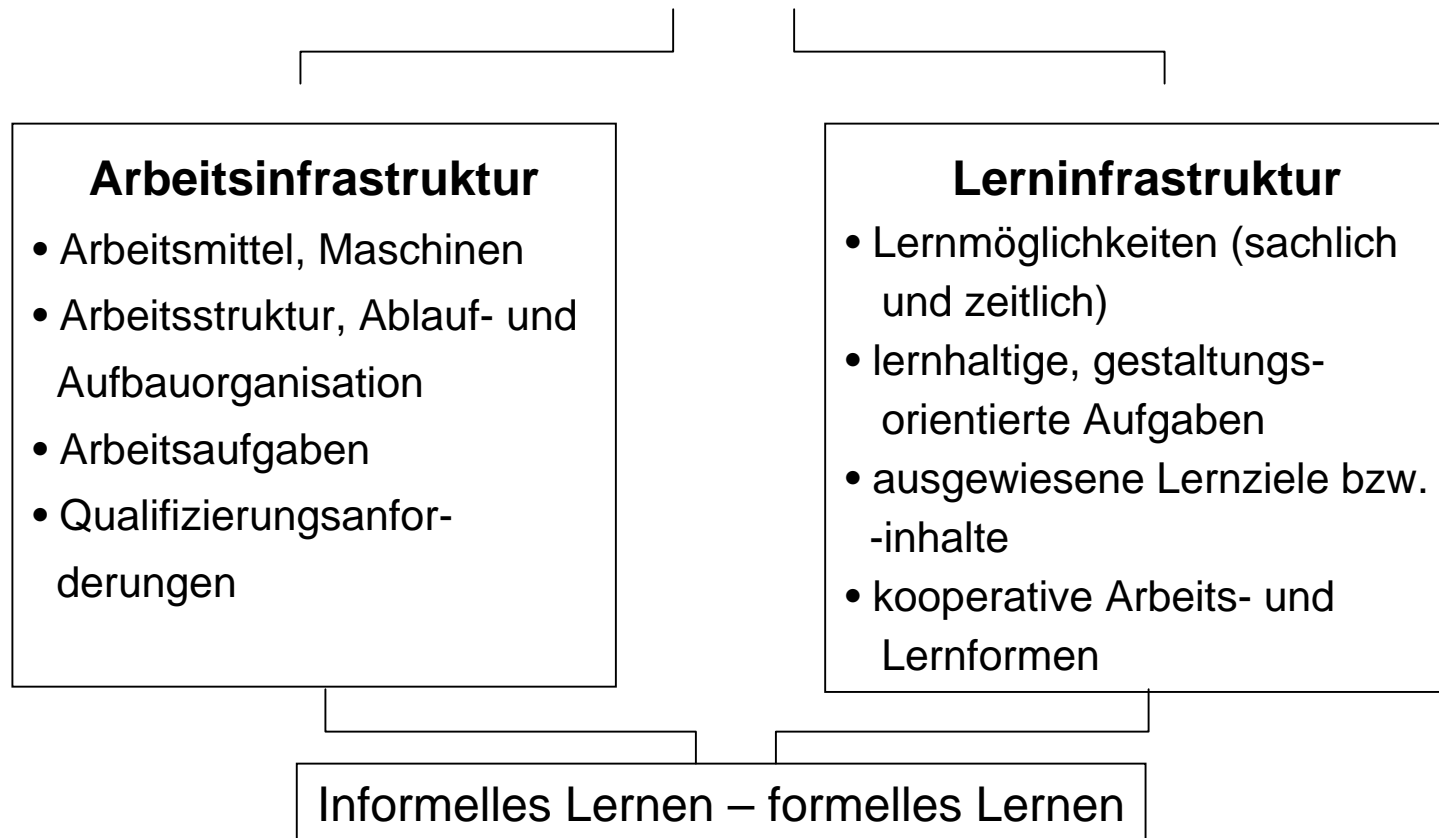 Arbeitsinfrastruktur
• Arbeitsmittel, Maschinen
• Arbeitsstruktur, Ablauf- und
Aufbauorganisation
• Arbeitsaufgaben
• Qualifizierungsanfor-
derungen
Lerninfrastruktur
• Lernmöglichkeiten (sachlich
und zeitlich)
• lernhaltige, gestaltungs-
orientierte Aufgaben
• ausgewiesene Lernziele bzw.
-inhalte
• kooperative Arbeits- und
Lernformen
Informelles Lernen – formelles Lernen